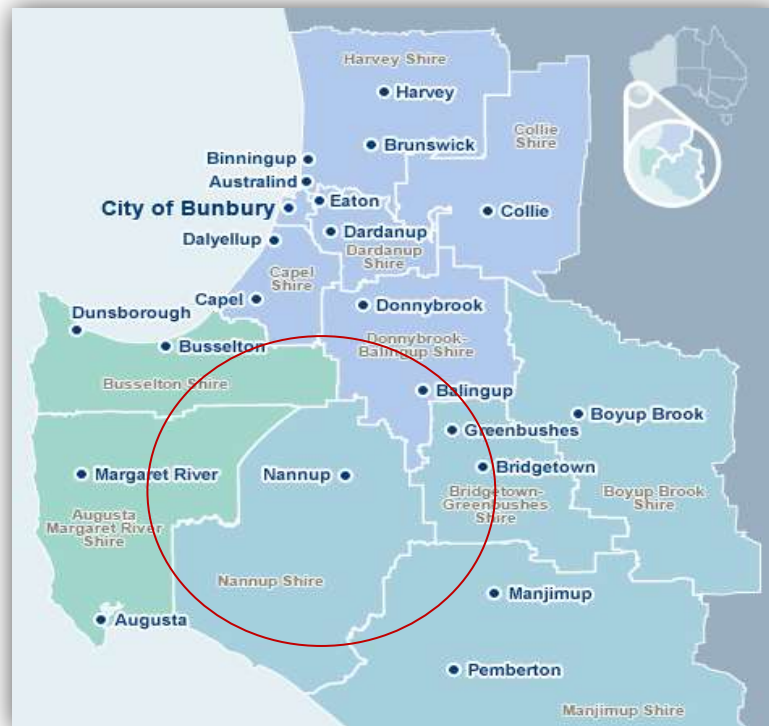 Harvey Shire
Harvey
Brunswick
Collie
Shire
Binningup
Australind
Eaton
City of Bunbury
Collie
Dardanup
Dalyellup
Dardanup
Shire
Capel
Shire
Capel
Donnybrook
Dunsborough
Donnybrook-
Balingup Shire
Busselton
Busselton Shire
Balingup
Boyup Brook
Greenbushes
Margaret River
Nannup
Bridgetown
Bridgetown-
Greenbushes
Shire
Boyup Brook
Shire
Augusta
Margaret River
Shire
Nannup Shire
Manjimup
Augusta
Pemberton
Manjimup Shire